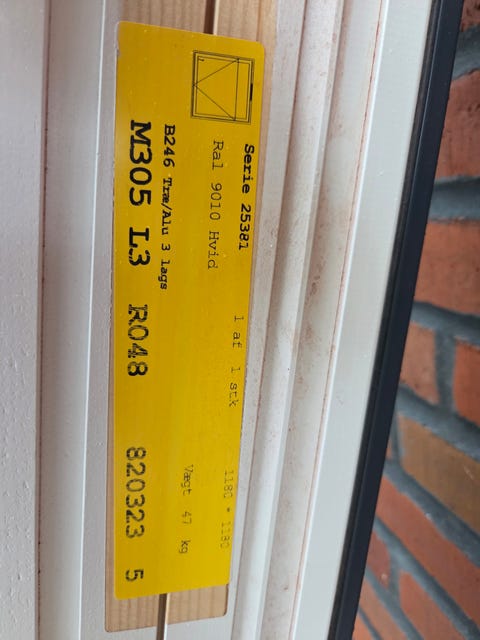 Serie 25381 1 af 1 stk 1180 * 1180
Ral 9010 Hvid Vægt 47 kg
B246 Træ/Alu 3 lags
M305 L3 R048 820323 5